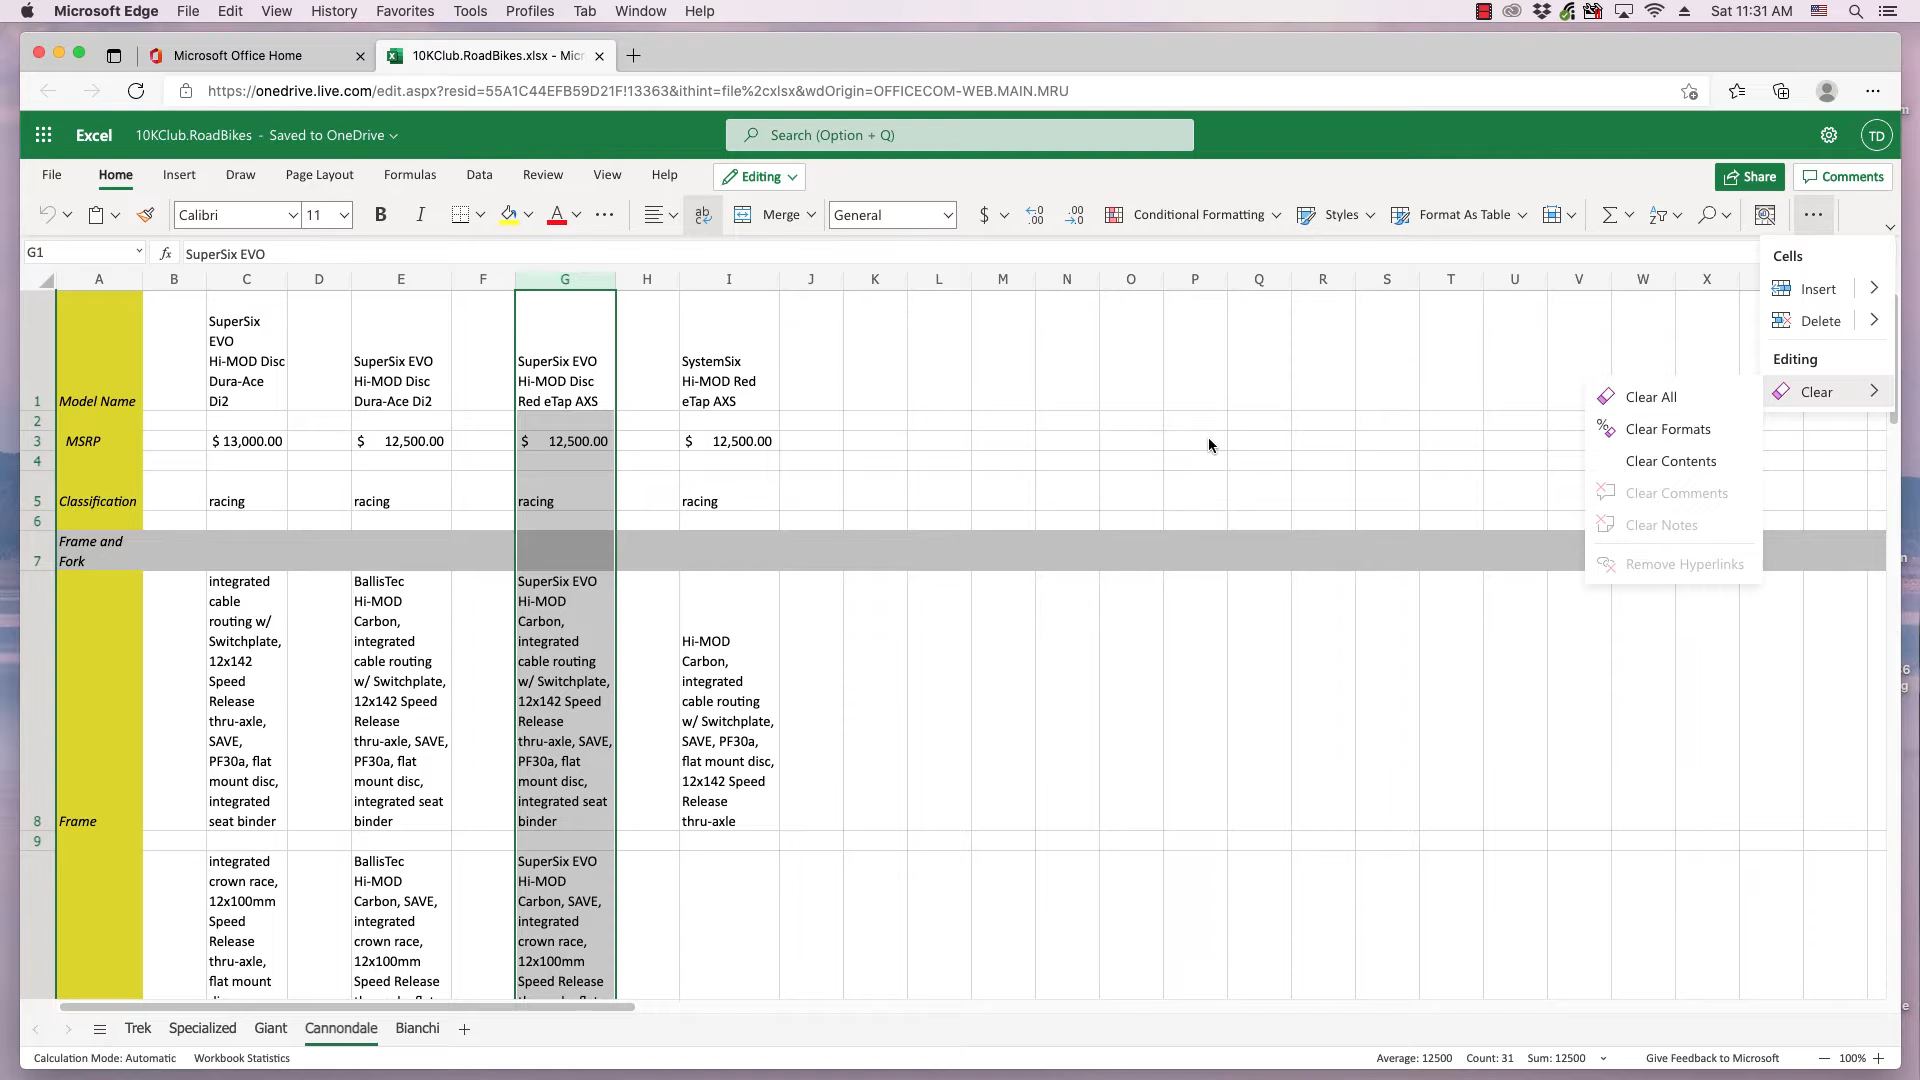 Microsoft Edge File Edit View History Favorites Tools Profiles Tab Window Help Sat 11:31 AM
Microsoft Office Home
10KClub.RoadBikes.xlsx - Micr
https://onedrive.live.com/edit.aspx?resid=55A1C44EFB59D21F!13363&ithint=file%2cxlsx&wdOrigin=OFFICECOM-WEB.MAIN.MRU
Excel 10KClub.RoadBikes - Saved to OneDrive
Search (Option + Q)
TD
File Home Insert Draw Page Layout Formulas Data Review View Help Editing Share Comments
Calibri 11 B I A ab c Merge General $ .00 .00 Conditional Formatting Styles Format As Table
G1 fx SuperSix EVO
A B C D E F G H I J K L M N O P Q R S T U V W X
Cells
Insert
Delete
Editing
Clear
Clear All
Clear Formats
Clear Contents
Clear Comments
Clear Notes
Remove Hyperlinks
1 Model Name
SuperSix
EVO
Hi-MOD Disc
Dura-Ace
Di2
SuperSix EVO
Hi-MOD Disc
Dura-Ace Di2
SuperSix EVO
Hi-MOD Disc
Red eTap AXS
SystemSix
Hi-MOD Red
eTap AXS
2
3 MSRP $ 13,000.00 $ 12,500.00 $ 12,500.00 $ 12,500.00
4
5 Classification racing racing racing racing
6
7 Frame and
Fork
8 Frame
integrated
cable
routing w/
Switchplate,
12x142
Speed
Release
thru-axle,
SAVE,
PF30a, flat
mount disc,
integrated
seat binder
BallisTec
Hi-MOD
Carbon,
integrated
cable routing
w/ Switchplate,
12x142 Speed
Release
thru-axle, SAVE,
PF30a, flat
mount disc,
integrated seat
binder
SuperSix EVO
Hi-MOD
Carbon,
integrated
cable routing
w/ Switchplate,
12x142 Speed
Release
thru-axle, SAVE,
PF30a, flat
mount disc,
integrated seat
binder
Hi-MOD
Carbon,
integrated
cable routing
w/ Switchplate,
SAVE, PF30a,
flat mount disc,
12x142 Speed
Release
thru-axle
9
integrated
crown race,
12x100mm
Speed
Release
thru-axle,
flat mount
BallisTec
Hi-MOD
Carbon, SAVE,
integrated
crown race,
12x100mm
Speed Release
SuperSix EVO
Hi-MOD
Carbon, SAVE,
integrated
crown race,
12x100mm
Speed Release
Trek Specialized Giant Cannondale Bianchi
Calculation Mode: Automatic Workbook Statistics Average: 12500 Count: 31 Sum: 12500 Give Feedback to Microsoft 100%